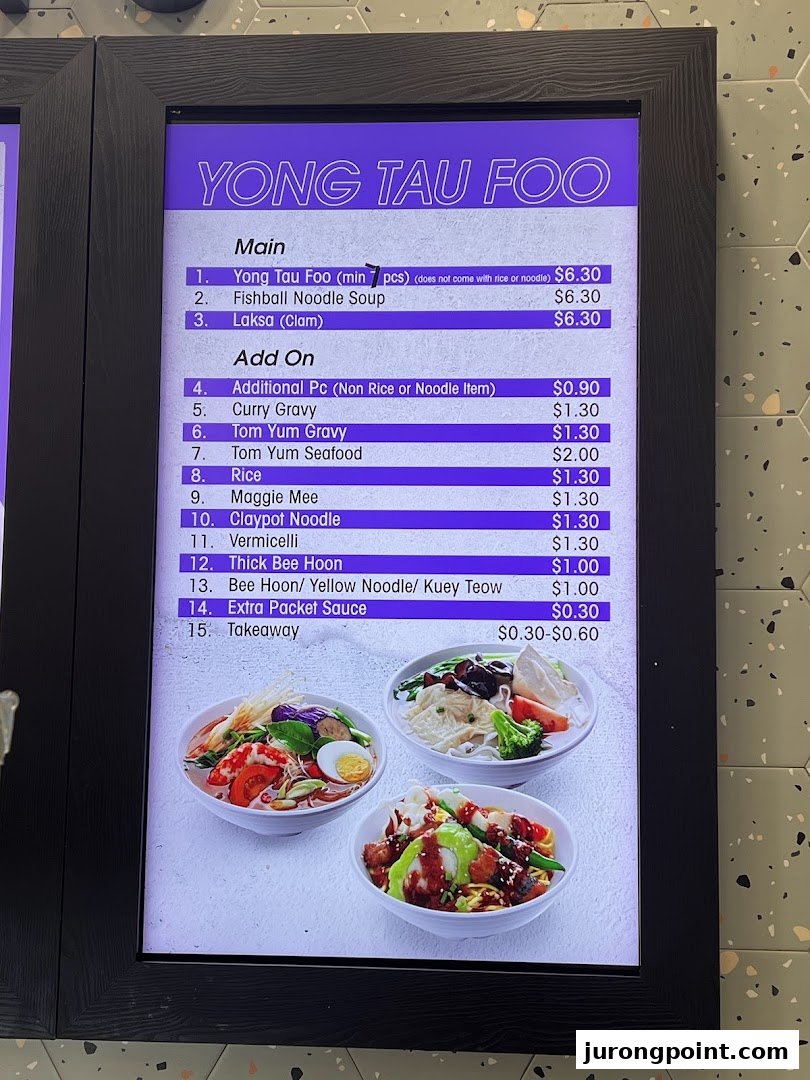 YONG TAU FOO
Main
1. Yong Tau Foo (min 7 pcs) (does not come with rice or noodle) $6.30
2. Fishball Noodle Soup $6.30
3. Laksa (Clam) $6.30
Add On
4. Additional Pc (Non Rice or Noodle Item) $0.90
5. Curry Gravy $1.30
6. Tom Yum Gravy $1.30
7. Tom Yum Seafood $2.00
8. Rice $1.30
9. Maggie Mee $1.30
10. Claypot Noodle $1.30
11. Vermicelli $1.30
12. Thick Bee Hoon $1.00
13. Bee Hoon/ Yellow Noodle/ Kuey Teow $1.00
14. Extra Packet Sauce $0.30
15. Takeaway $0.30-$0.60
jurongpoint.com